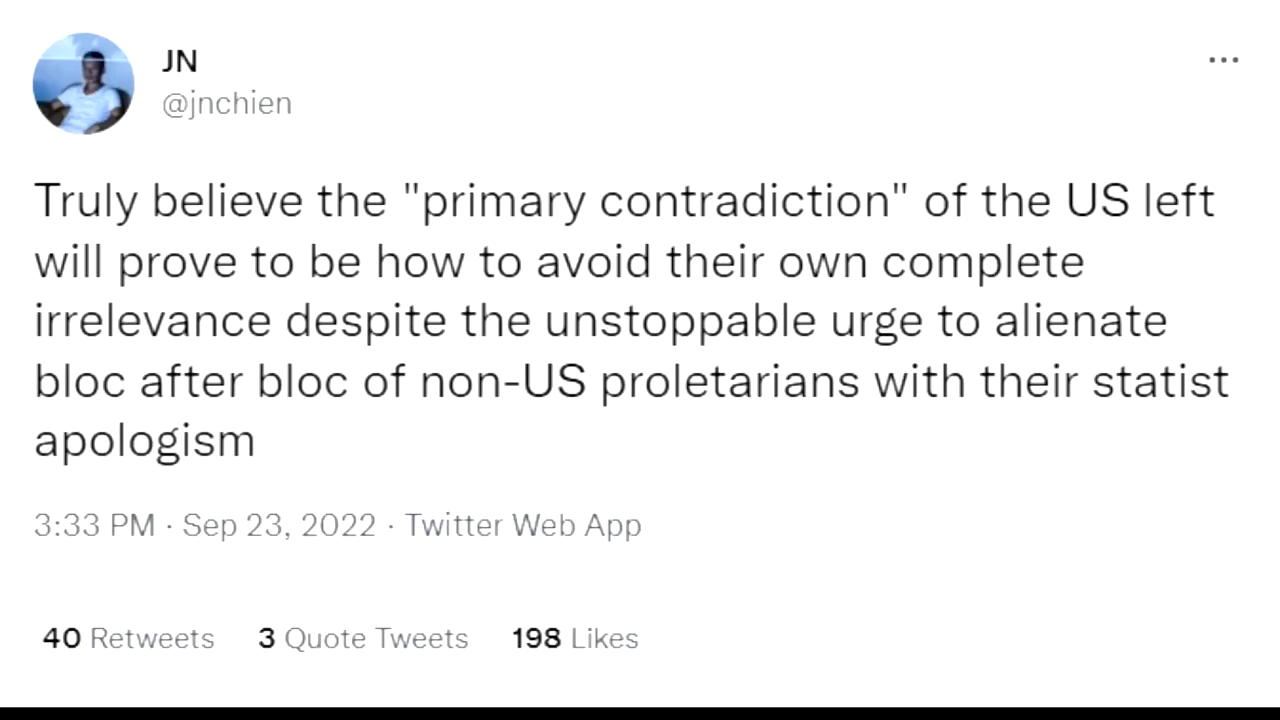 JN
@jnchien
Truly believe the "primary contradiction" of the US left
will prove to be how to avoid their own complete
irrelevance despite the unstoppable urge to alienate
bloc after bloc of non-US proletarians with their statist
apologism
3:33 PM · Sep 23, 2022 · Twitter Web App
40 Retweets 3 Quote Tweets 198 Likes